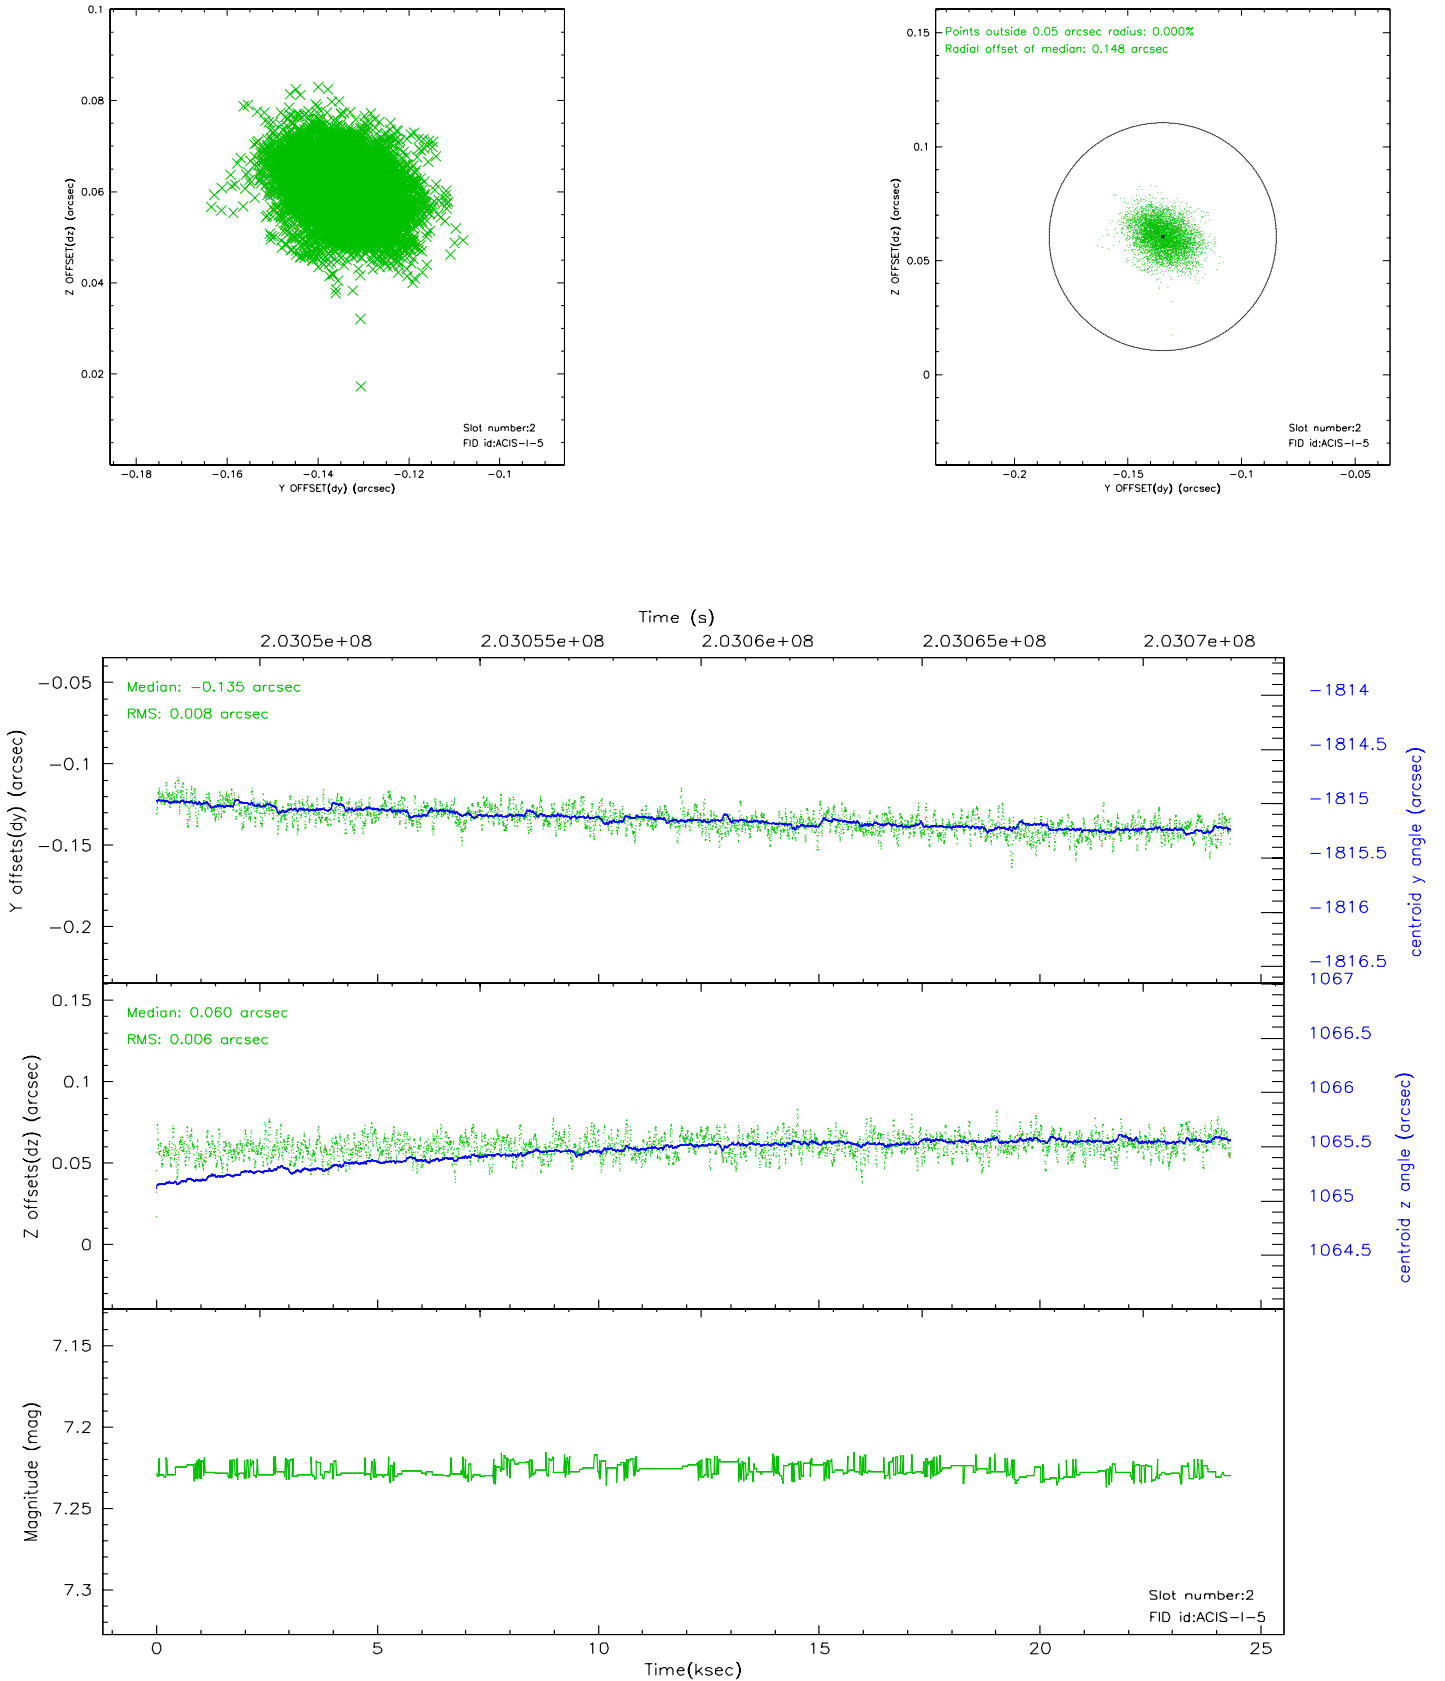 0.1
0.08
0.06
0.04
0.02
Z OFFSET(dz) (arcsec)
Slot number:2
FID id:ACIS-I-5
-0.18 -0.16 -0.14 -0.12 -0.1
Y OFFSET(dy) (arcsec)
Points outside 0.05 arcsec radius: 0.000%
Radial offset of median: 0.148 arcsec
0.15
0.1
0.05
0
Z OFFSET(dz) (arcsec)
Slot number:2
FID id:ACIS-I-5
-0.2 -0.15 -0.1 -0.05
Y OFFSET(dy) (arcsec)
Time (s)
2.0305e+08 2.03055e+08 2.0306e+08 2.03065e+08 2.0307e+08
Median: -0.135 arcsec
RMS: 0.008 arcsec
-0.05
-0.1
-0.15
-0.2
Y offsets(dy) (arcsec)
-1814
-1814.5
-1815
-1815.5
-1816
-1816.5
centroid y angle (arcsec)
Median: 0.060 arcsec
RMS: 0.006 arcsec
0.15
0.1
0.05
0
Z offsets(dz) (arcsec)
1067
1066.5
1066
1065.5
1065
1064.5
centroid z angle (arcsec)
7.15
7.2
7.25
7.3
Magnitude (mag)
Slot number:2
FID id:ACIS-I-5
0 5 10 15 20 25
Time(ksec)